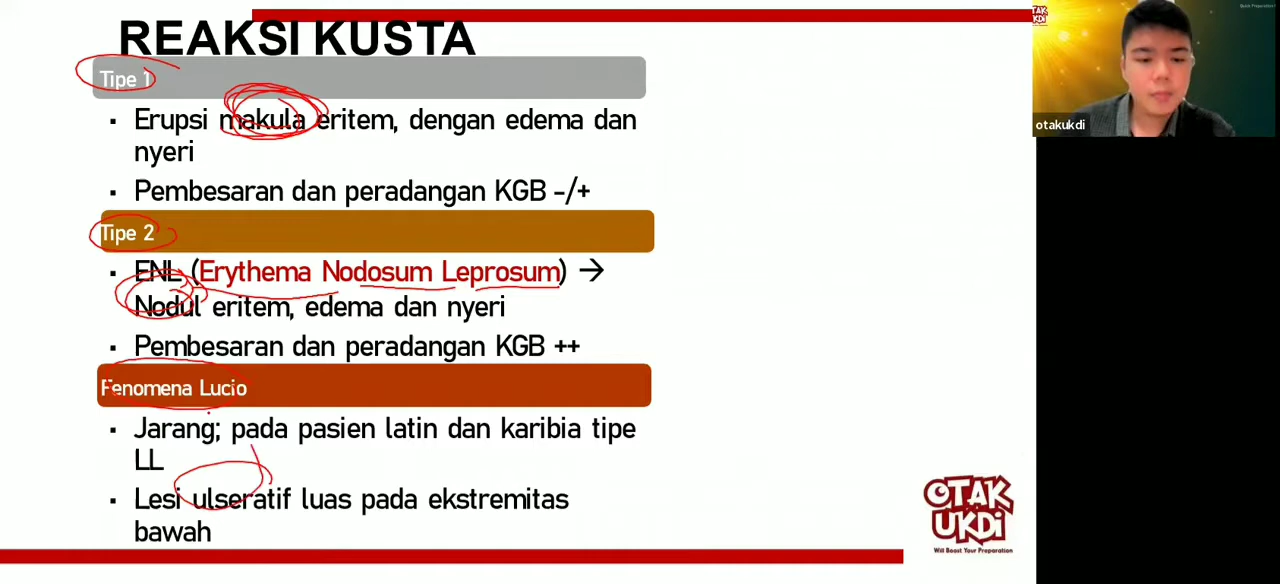 REAKSI KUSTA
Tipe 1
▪ Erupsi makula eritem, dengan edema dan
nyeri
▪ Pembesaran dan peradangan KGB -/+
Tipe 2
▪ ENL (Erythema Nodosum Leprosum) →
Nodul eritem, edema dan nyeri
▪ Pembesaran dan peradangan KGB ++
Fenomena Lucio
▪ Jarang; pada pasien latin dan karibia tipe
LL
▪ Lesi ulseratif luas pada ekstremitas
bawah
OTAK
UKDI
Will Boost Your Preparation
OTAK
UKDI
otakukdi